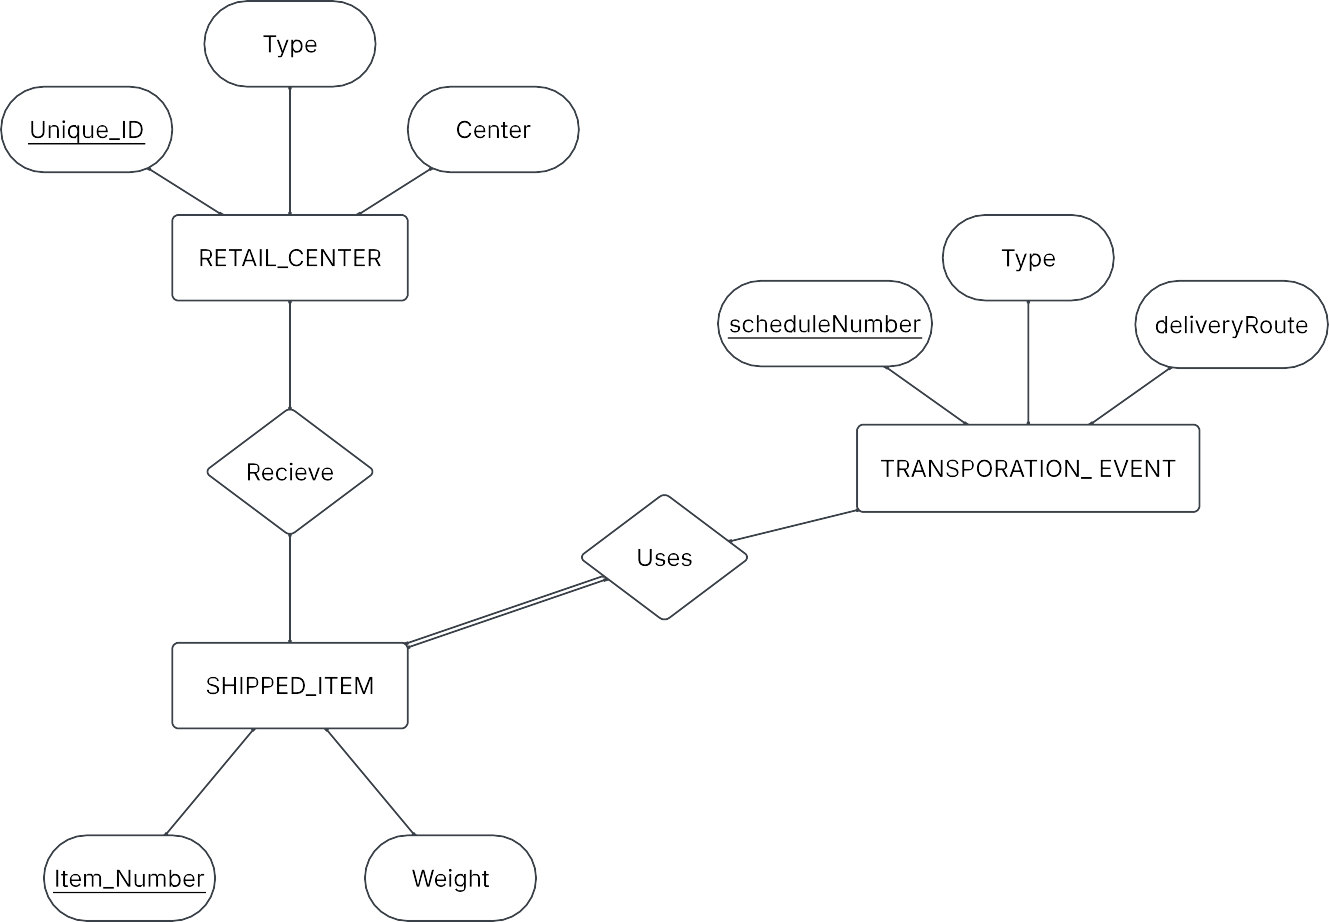 Type
Unique_ID
Center
RETAIL_CENTER
Type
scheduleNumber
deliveryRoute
TRANSPORATION_ EVENT
Recieve
Uses
SHIPPED_ITEM
Item_Number
Weight